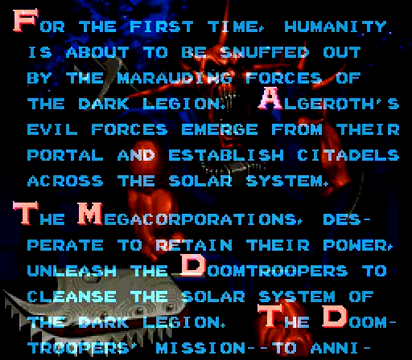 FOR THE FIRST TIME, HUMANITY
IS ABOUT TO BE SNUFFED OUT
BY THE MARAUDING FORCES OF
THE DARK LEGION. ALGEROTH'S
EVIL FORCES EMERGE FROM THEIR
PORTAL AND ESTABLISH CITADELS
ACROSS THE SOLAR SYSTEM.
THE MEGACORPORATIONS, DES-
PERATE TO RETAIN THEIR POWER,
UNLEASH THE DOOMTROOPERS TO
CLEANSE THE SOLAR SYSTEM OF
THE DARK LEGION. THE DOOM-
TROOPERS' MISSION--TO ANNI-